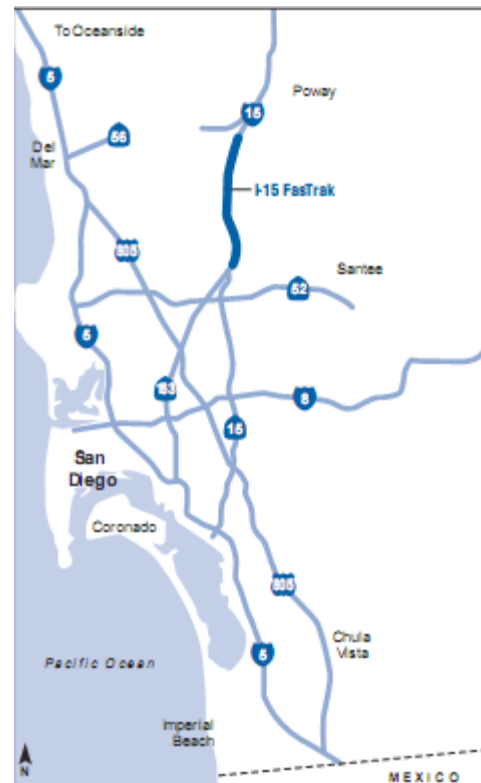 To Oceanside
5
Poway
15
56
Del
Mar
I-15 FasTrak
805
Santee
52
5
163
8
15
San
Diego
Coronado
805
Chula
Vista
5
Pacific Ocean
Imperial
Beach
N
MEXICO